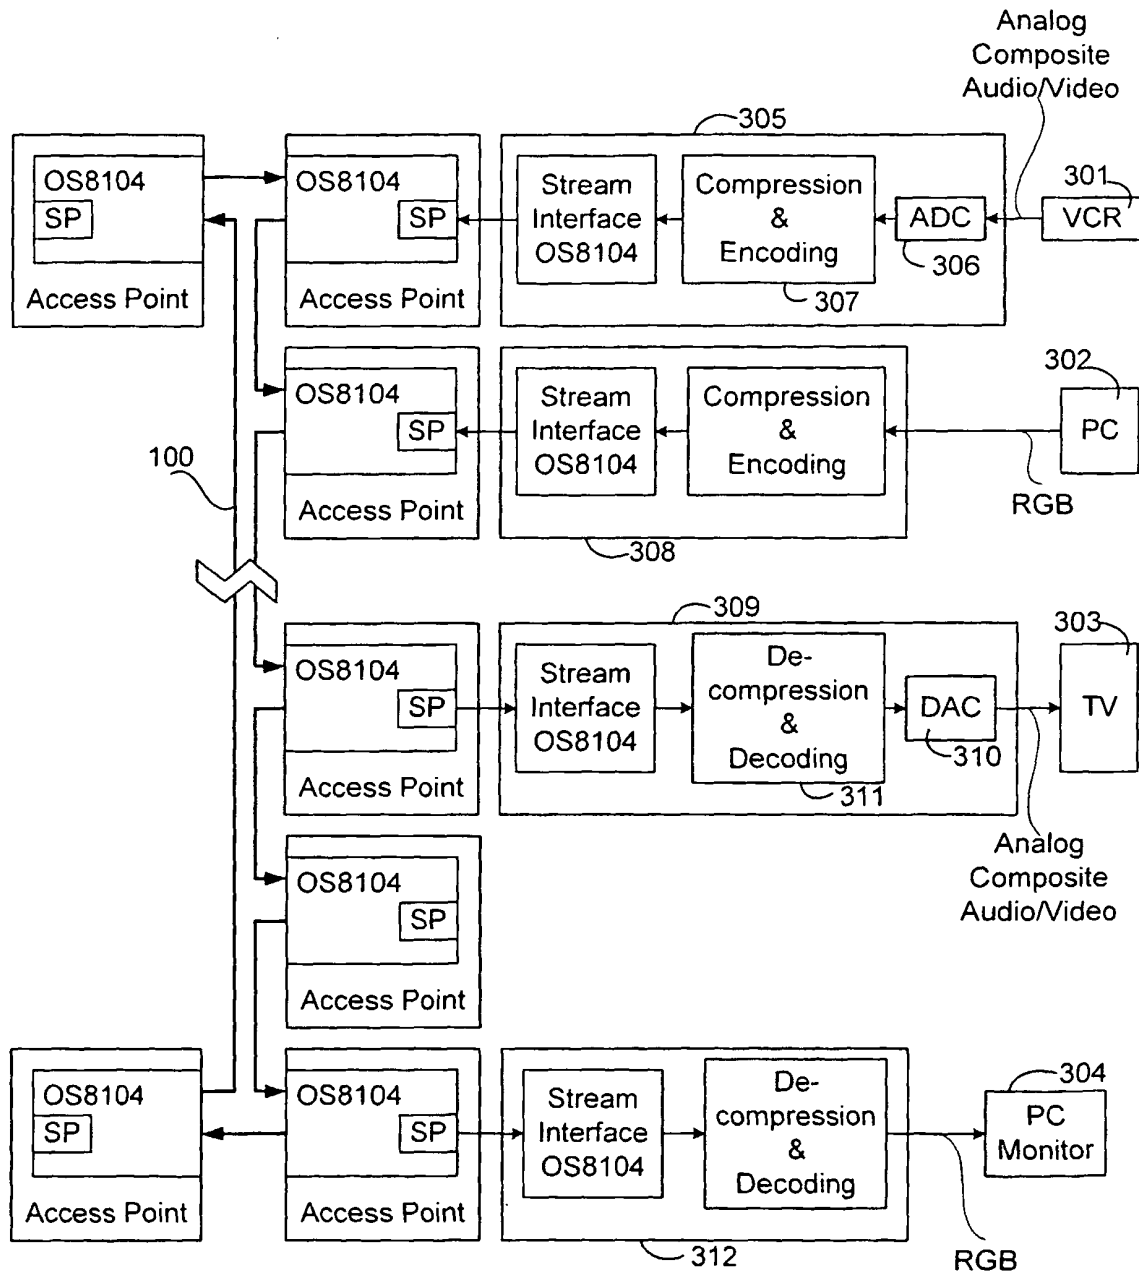 Analog
Composite
Audio/Video
305
301
VCR
OS8104
SP
Access Point
OS8104
SP
Access Point
Stream
Interface
OS8104
Compression
&
Encoding
307
ADC
306
302
PC
RGB
OS8104
SP
Access Point
Stream
Interface
OS8104
Compression
&
Encoding
308
100
309
303
TV
OS8104
SP
Access Point
Stream
Interface
OS8104
De-
compression
&
Decoding
311
DAC
310
Analog
Composite
Audio/Video
OS8104
SP
Access Point
OS8104
SP
Access Point
OS8104
SP
Access Point
Stream
Interface
OS8104
De-
compression
&
Decoding
312
304
PC
Monitor
RGB